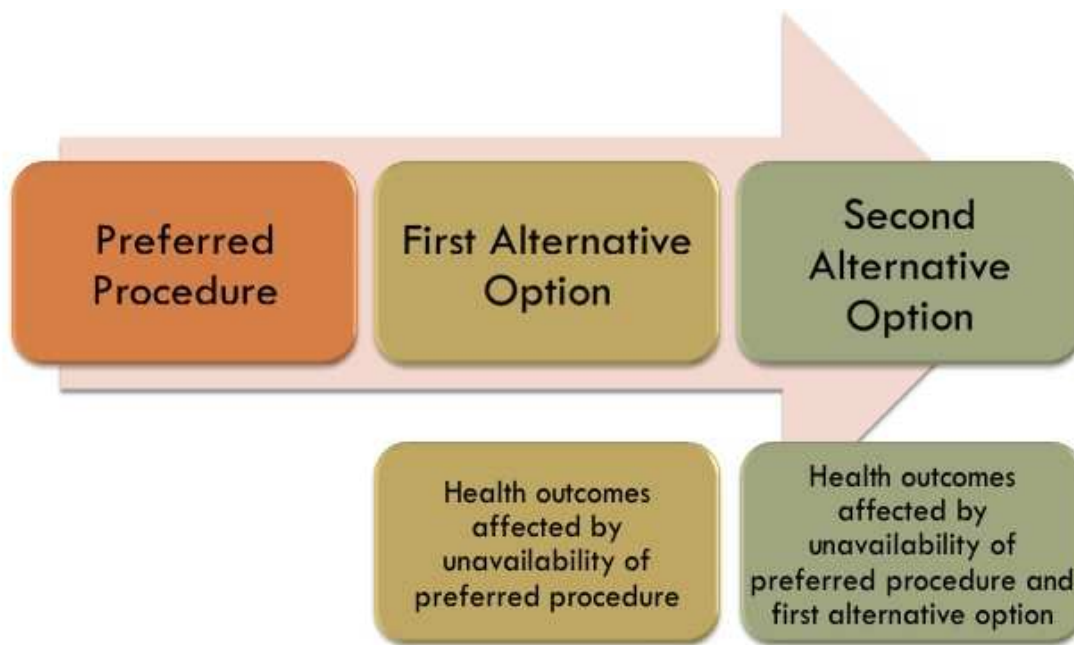 Preferred
Procedure
First Alternative
Option
Second
Alternative
Option
Health outcomes
affected by
unavailability of
preferred procedure
Health outcomes
affected by
unavailability of
preferred procedure and
first alternative option